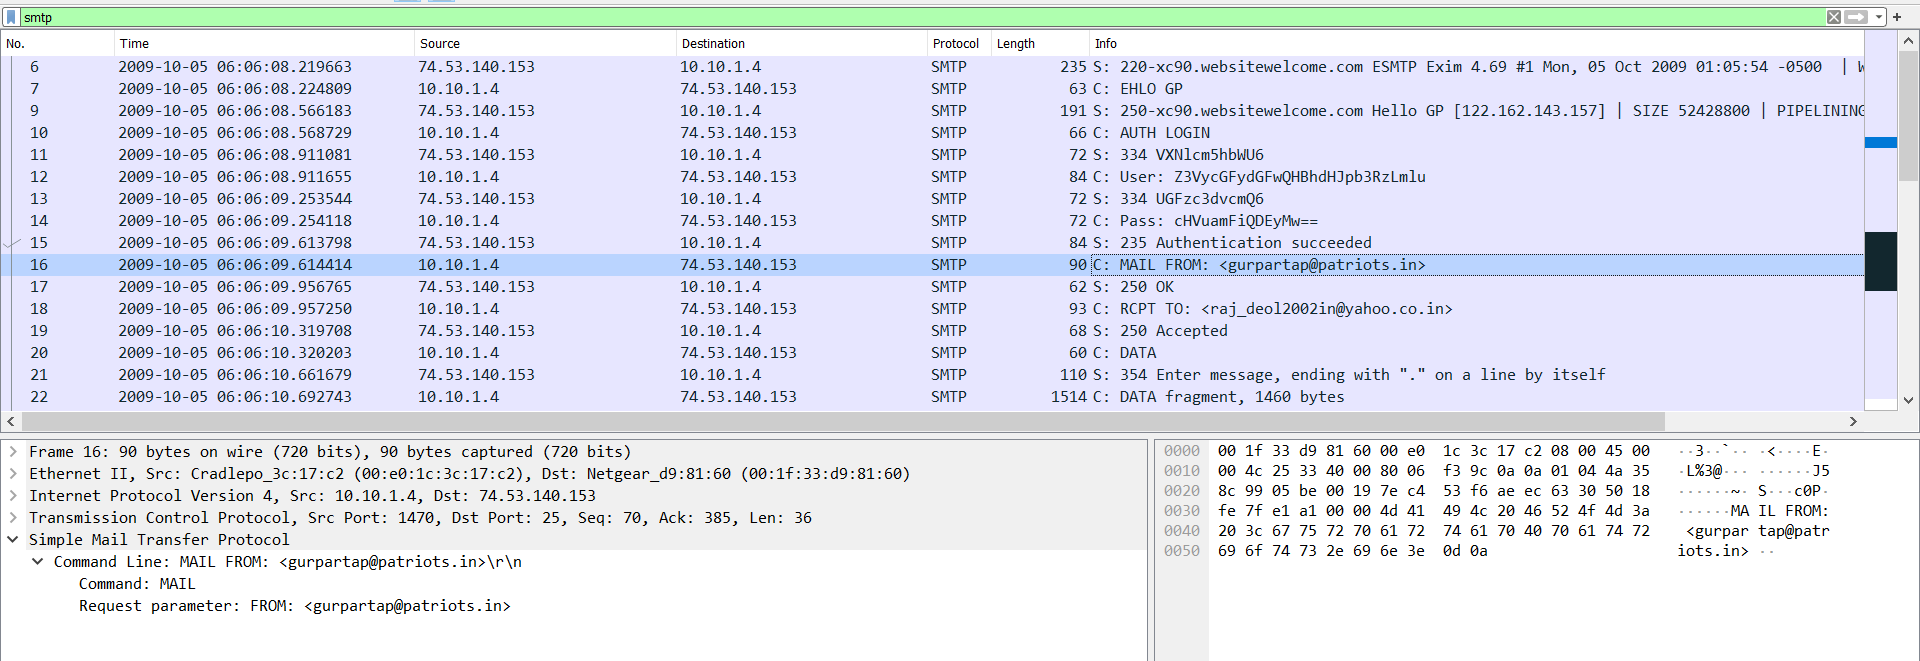 smtp
No. Time Source Destination Protocol Length Info
6 2009-10-05 06:06:08.219663 74.53.140.153 10.10.1.4 SMTP 235 S: 220-xc90.websitewelcome.com ESMTP Exim 4.69 #1 Mon, 05 Oct 2009 01:05:54 -0500 |
7 2009-10-05 06:06:08.224809 10.10.1.4 74.53.140.153 SMTP 63 C: EHLO GP
9 2009-10-05 06:06:08.566183 74.53.140.153 10.10.1.4 SMTP 191 S: 250-xc90.websitewelcome.com Hello GP [122.162.143.157] | SIZE 52428800 | PIPELINING
10 2009-10-05 06:06:08.568729 10.10.1.4 74.53.140.153 SMTP 66 C: AUTH LOGIN
11 2009-10-05 06:06:08.911081 74.53.140.153 10.10.1.4 SMTP 72 S: 334 VXNlcm5hbWU6
12 2009-10-05 06:06:08.911655 10.10.1.4 74.53.140.153 SMTP 84 C: User: Z3VycGFydGFwQHBhdHJpb3RzLmlu
13 2009-10-05 06:06:09.253544 74.53.140.153 10.10.1.4 SMTP 72 S: 334 UGFzc3dvcmQ6
14 2009-10-05 06:06:09.254118 10.10.1.4 74.53.140.153 SMTP 72 C: Pass: cHVuamFiQDEyMw==
15 2009-10-05 06:06:09.613798 74.53.140.153 10.10.1.4 SMTP 84 S: 235 Authentication succeeded
16 2009-10-05 06:06:09.614414 10.10.1.4 74.53.140.153 SMTP 90 C: MAIL FROM: <gurpartap@patriots.in>
17 2009-10-05 06:06:09.956765 74.53.140.153 10.10.1.4 SMTP 62 S: 250 OK
18 2009-10-05 06:06:09.957250 10.10.1.4 74.53.140.153 SMTP 93 C: RCPT TO: <raj_deol2002in@yahoo.co.in>
19 2009-10-05 06:06:10.319708 74.53.140.153 10.10.1.4 SMTP 68 S: 250 Accepted
20 2009-10-05 06:06:10.320203 10.10.1.4 74.53.140.153 SMTP 60 C: DATA
21 2009-10-05 06:06:10.661679 74.53.140.153 10.10.1.4 SMTP 110 S: 354 Enter message, ending with "." on a line by itself
22 2009-10-05 06:06:10.692743 10.10.1.4 74.53.140.153 SMTP 1514 C: DATA fragment, 1460 bytes
Frame 16: 90 bytes on wire (720 bits), 90 bytes captured (720 bits)
Ethernet II, Src: Cradlepo_3c:17:c2 (00:e0:1c:3c:17:c2), Dst: Netgear_d9:81:60 (00:1f:33:d9:81:60)
Internet Protocol Version 4, Src: 10.10.1.4, Dst: 74.53.140.153
Transmission Control Protocol, Src Port: 1470, Dst Port: 25, Seq: 70, Ack: 385, Len: 36
Simple Mail Transfer Protocol
Command Line: MAIL FROM: <gurpartap@patriots.in>\r\n
Command: MAIL
Request parameter: FROM: <gurpartap@patriots.in>
0000 00 1f 33 d9 81 60 00 e0 1c 3c 17 c2 08 00 45 00 ··3··`·· ·<····E·
0010 00 4c 25 33 40 00 80 06 f3 9c 0a 0a 01 04 4a 35 ·L%3@··· ······J5
0020 8c 99 05 be 00 19 7e c4 53 f6 ae ec 63 30 50 18 ······~· S···c0P·
0030 fe 7f e1 a1 00 00 4d 41 49 4c 20 46 52 4f 4d 3a ······MA IL FROM:
0040 20 3c 67 75 72 70 61 72 74 61 70 40 70 61 74 72 <gurpar tap@patr
0050 69 6f 74 73 2e 69 6e 3e 0d 0a iots.in> ··